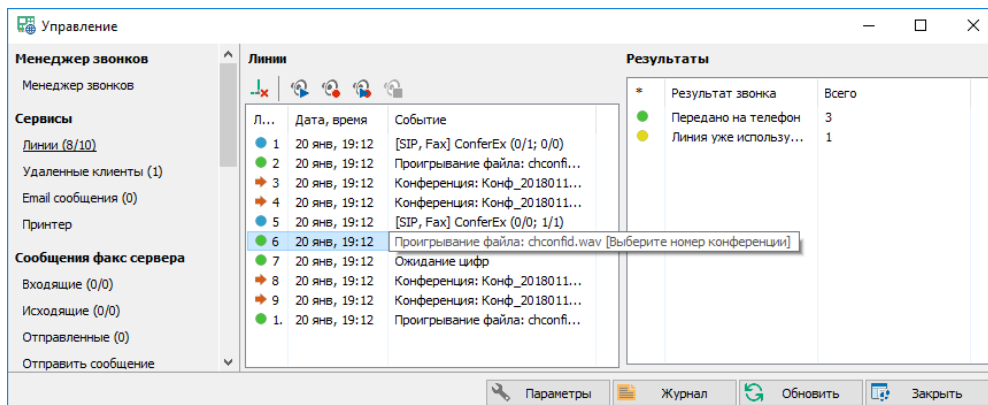 Управление
Менеджер звонков
Менеджер звонков
Сервисы
Линии (8/10)
Удаленные клиенты (1)
Email сообщения (0)
Принтер
Сообщения факс сервера
Входящие (0/0)
Исходящие (0/0)
Отправленные (0)
Отправить сообщение
Линии
Л... Дата, время Событие
1 20 янв, 19:12 [SIP, Fax] ConferEx (0/1; 0/0)
2 20 янв, 19:12 Проигрывание файла: chconfi...
3 20 янв, 19:12 Конференция: Конф_2018011...
4 20 янв, 19:12 Конференция: Конф_2018011...
5 20 янв, 19:12 [SIP, Fax] ConferEx (0/0; 1/1)
6 20 янв, 19:12 Проигрывание файла: chconfid.wav [Выберите номер конференции]
7 20 янв, 19:12 Ожидание цифр
8 20 янв, 19:12 Конференция: Конф_2018011...
9 20 янв, 19:12 Конференция: Конф_2018011...
1. 20 янв, 19:12 Проигрывание файла: chconfi...
Результаты
* Результат звонка Всего
Передано на телефон 3
Линия уже использу... 1
Параметры Журнал Обновить Закрыть